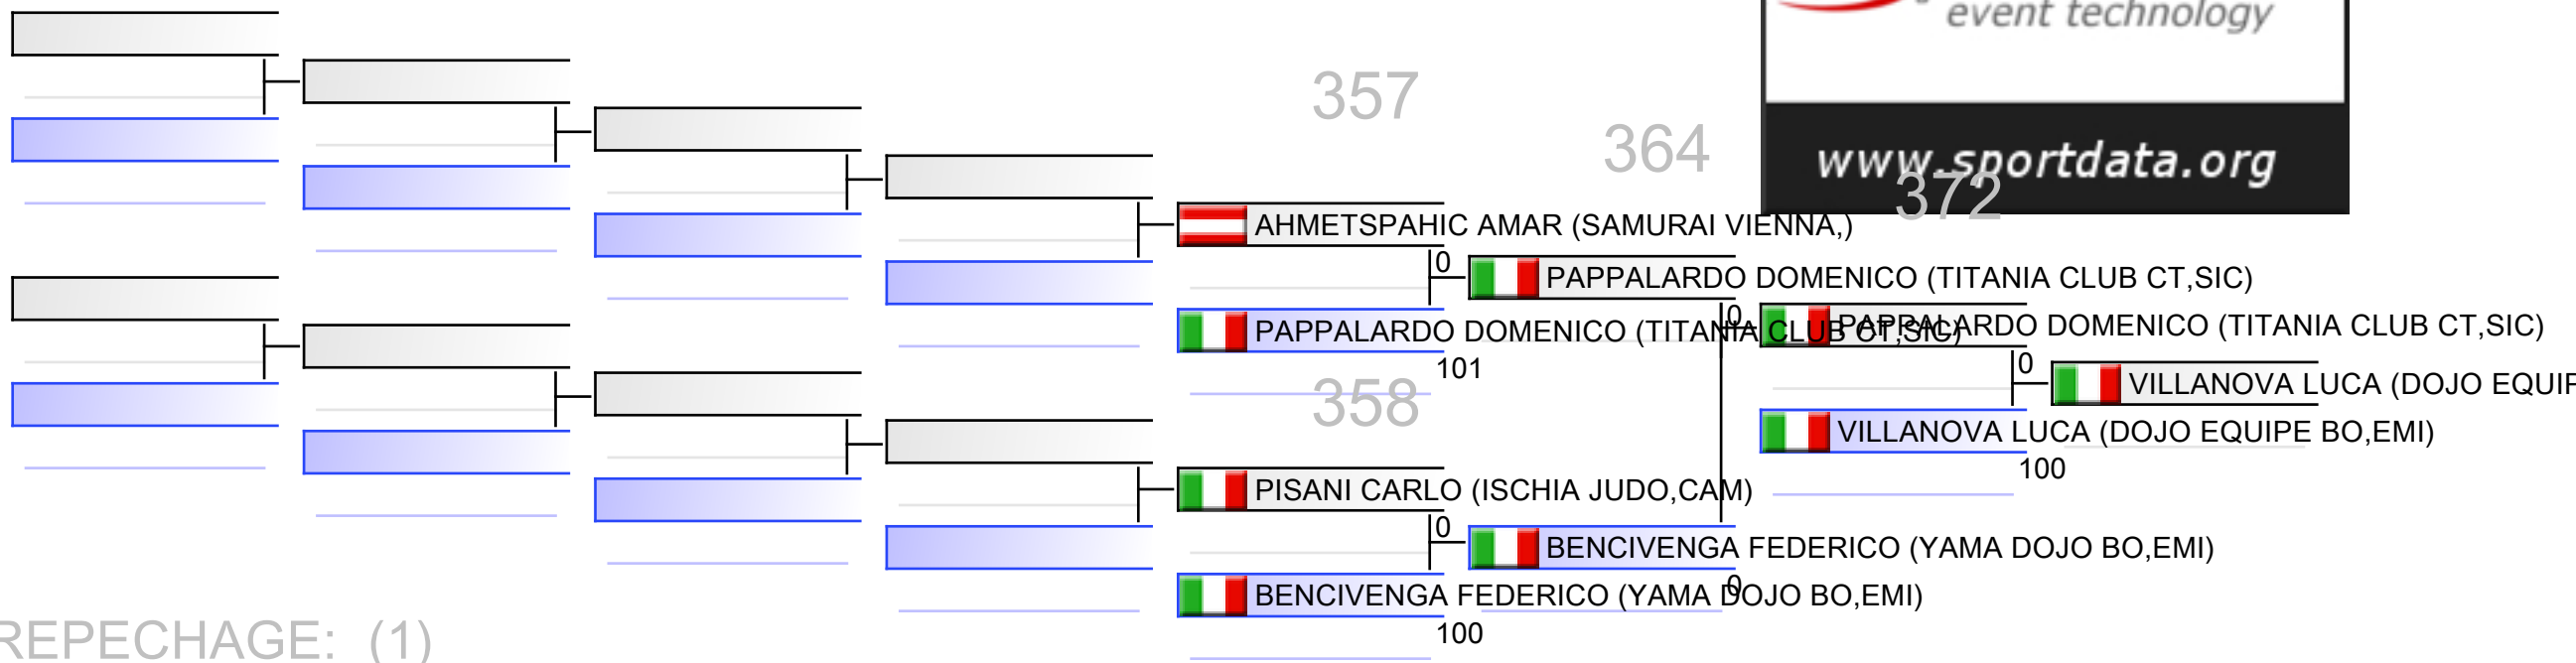 event technology
357
364
www.sportdata.org
372
AHMETSPAHIC AMAR (SAMURAI VIENNA,)
0
PAPPALARDO DOMENICO (TITANIA CLUB CT,SIC)
0
PAPPALARDO DOMENICO (TITANIA CLUB CT,SIC)
PAPPALARDO DOMENICO (TITANIA CLUB CT,SIC)
101
0
VILLANOVA LUCA (DOJO EQUIP
358
VILLANOVA LUCA (DOJO EQUIPE BO,EMI)
100
PISANI CARLO (ISCHIA JUDO,CAM)
0
BENCIVENGA FEDERICO (YAMA DOJO BO,EMI)
0
BENCIVENGA FEDERICO (YAMA DOJO BO,EMI)
100
REPECHAGE: (1)